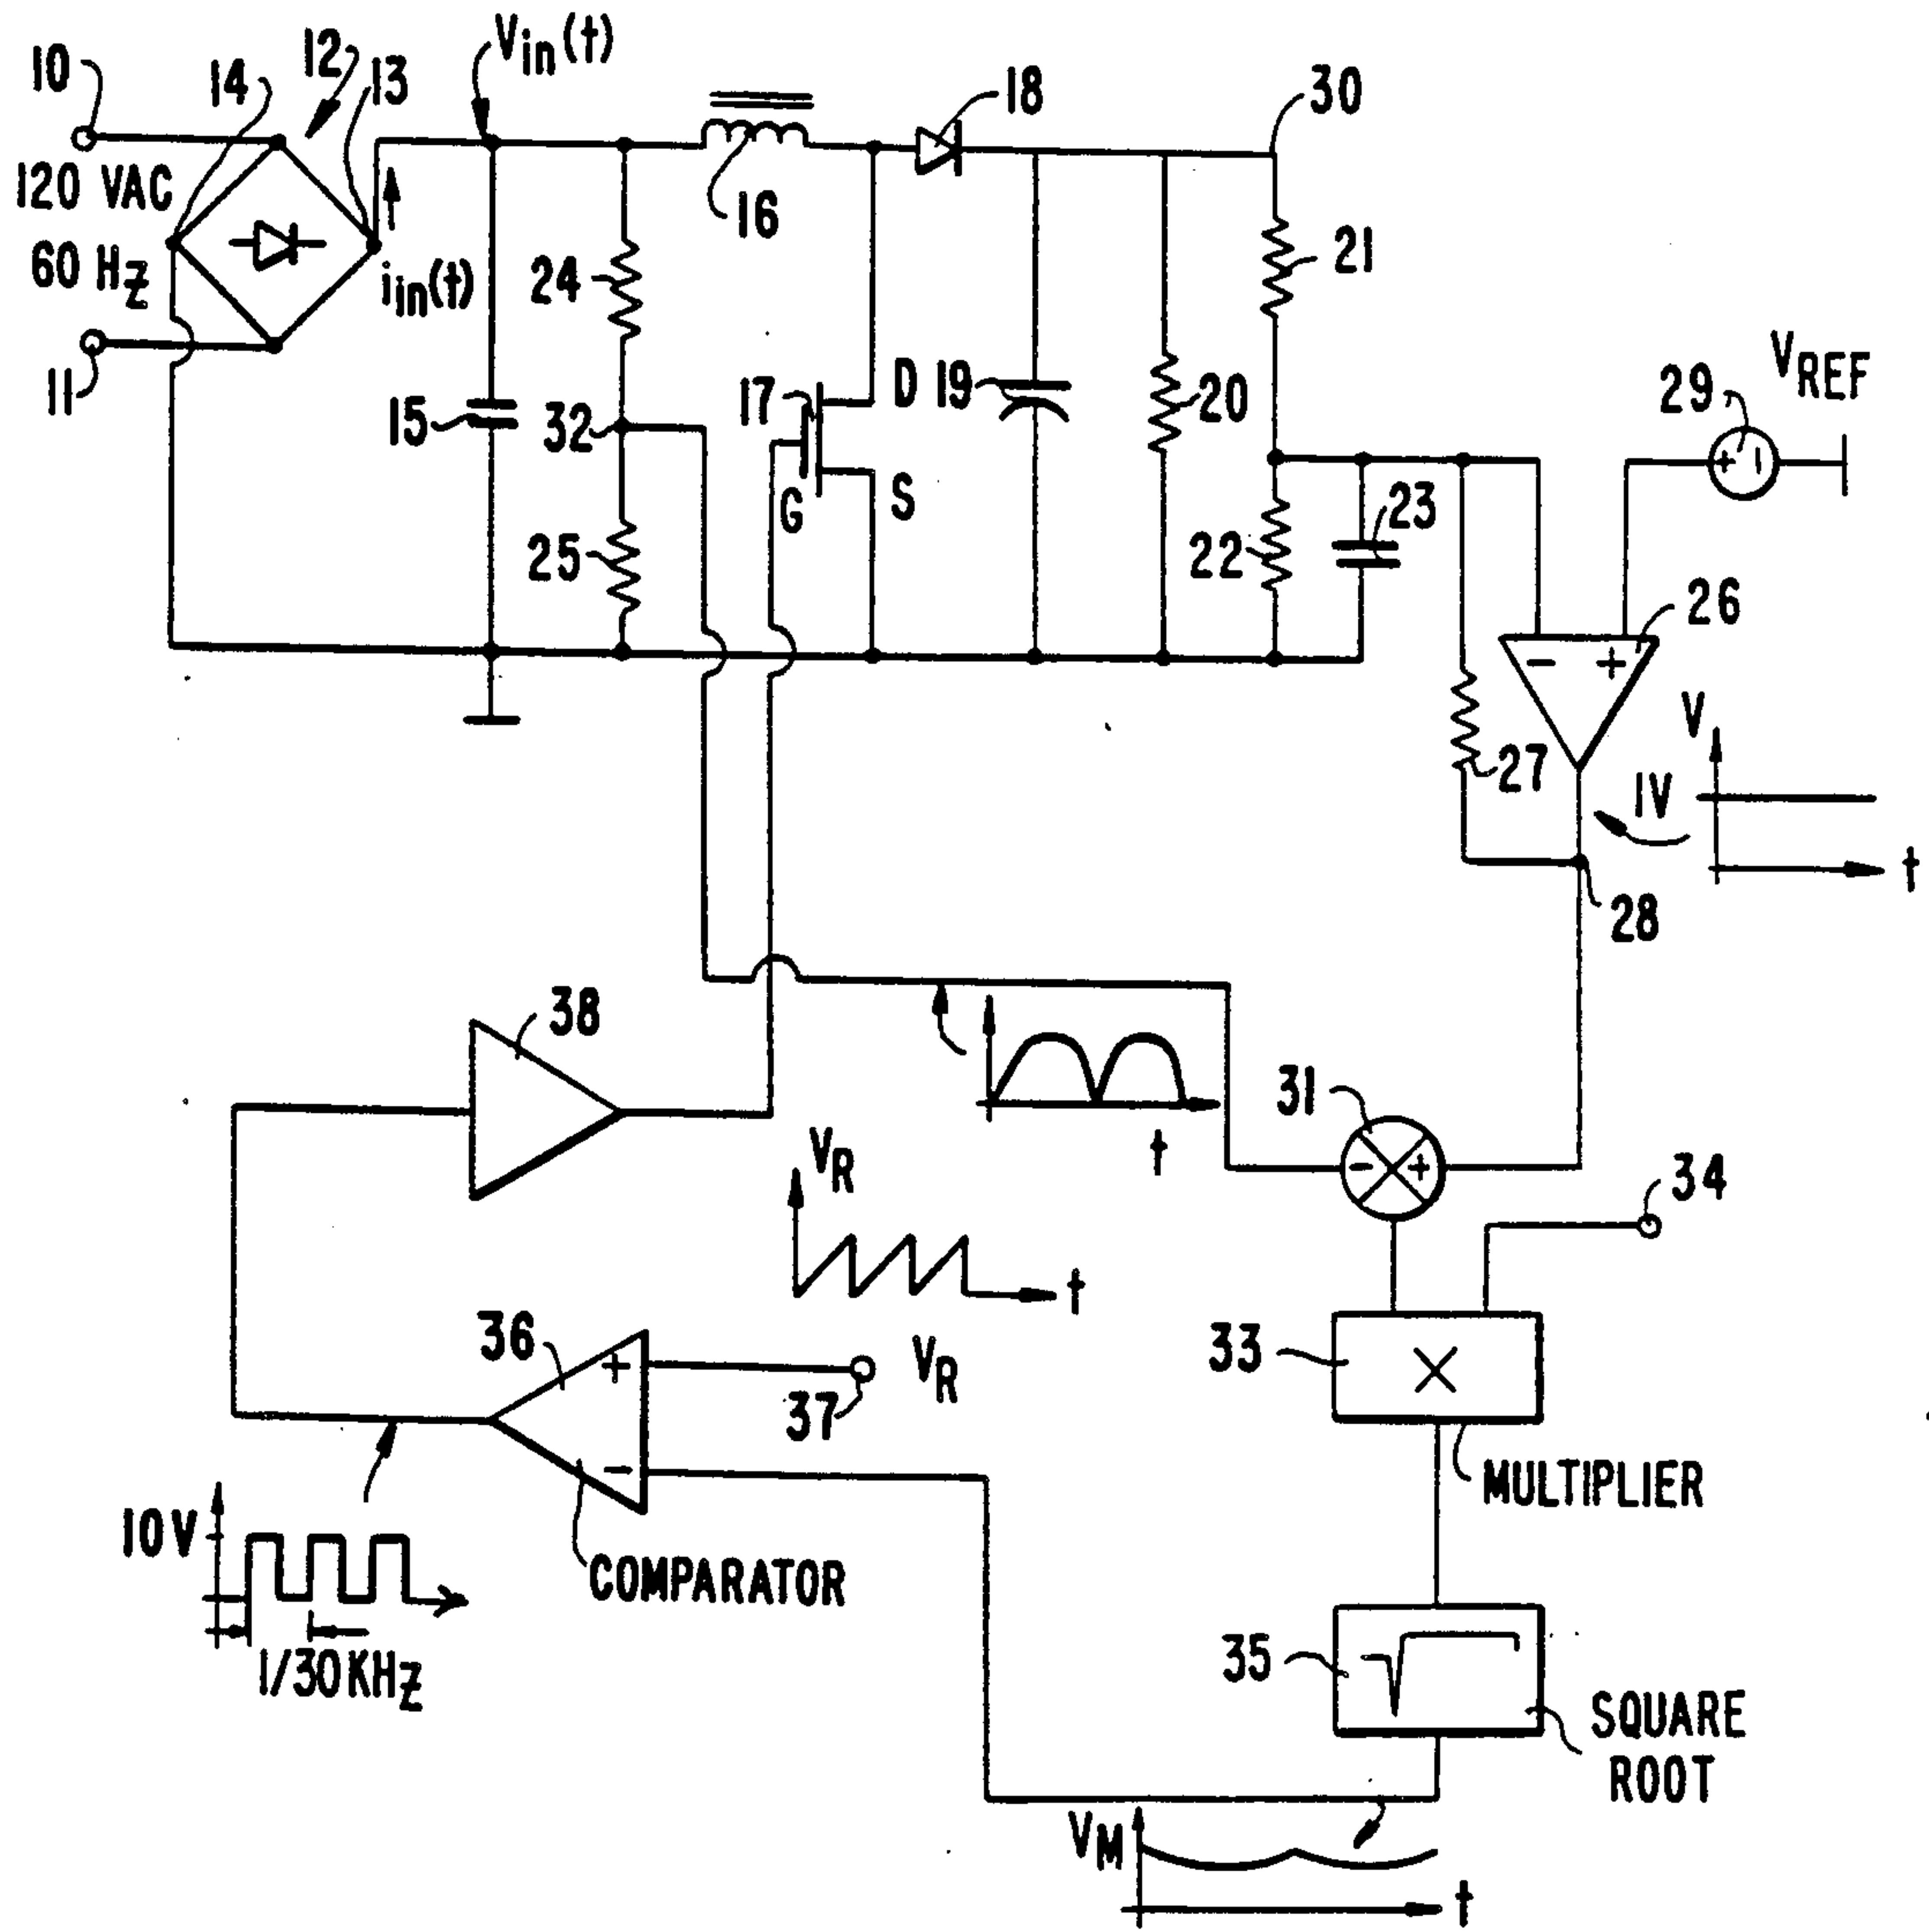 10
120 VAC
60 Hz
11
14
12
13
Vin(t)
iin(t)
15
24
32
25
16
17
G
D
S
18
19
20
30
21
22
23
29
VREF
+ −
26
− +
27
28
1V
V
t
38
t
31
− +
34
33
×
MULTIPLIER
VR
t
36
+
−
37
VR
COMPARATOR
10V
1/30KHz
35
√
SQUARE
ROOT
VM
t